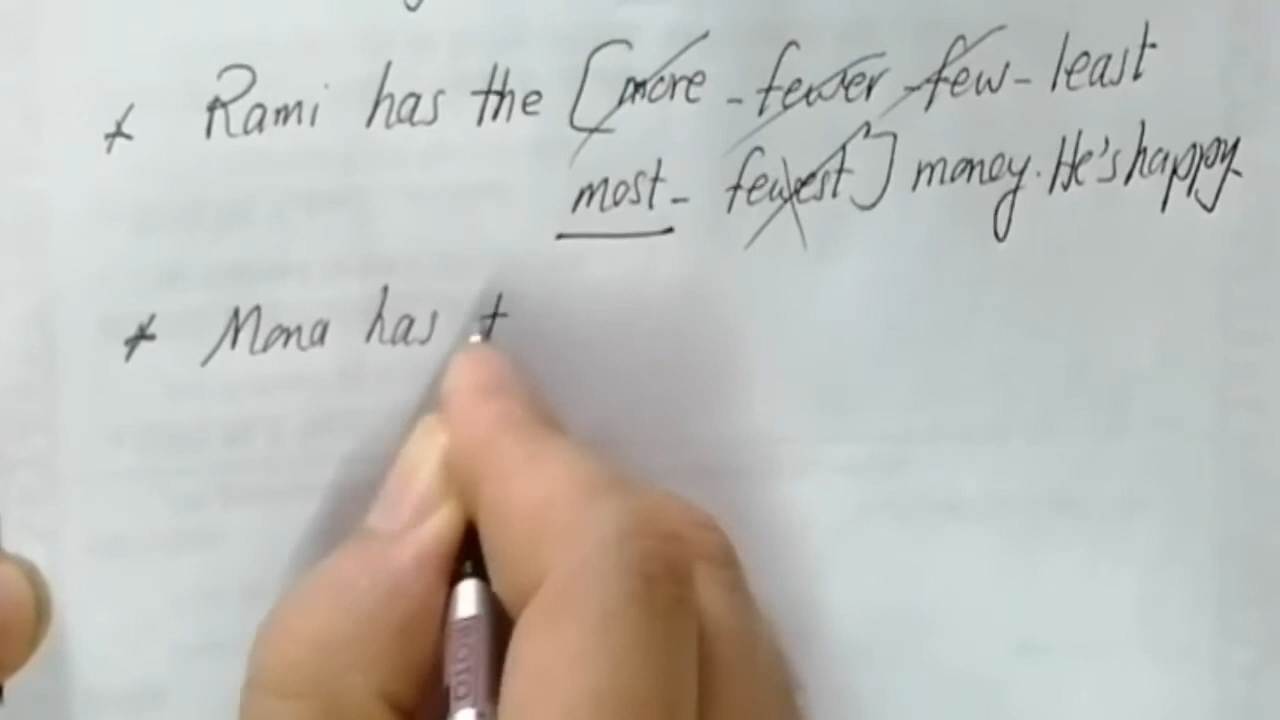 * Rami has the [more - fewer - few - least
most - fewest] money. He's happy.
* Mona has t